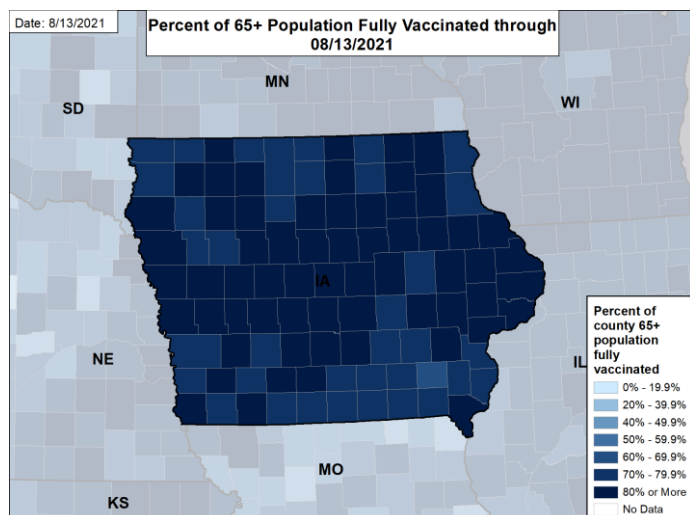 Date: 8/13/2021
Percent of 65+ Population Fully Vaccinated through
08/13/2021
MN
SD
WI
IA
NE
IL
MO
KS
Percent of
county 65+
population
fully
vaccinated
0% - 19.9%
20% - 39.9%
40% - 49.9%
50% - 59.9%
60% - 69.9%
70% - 79.9%
80% or More
No Data